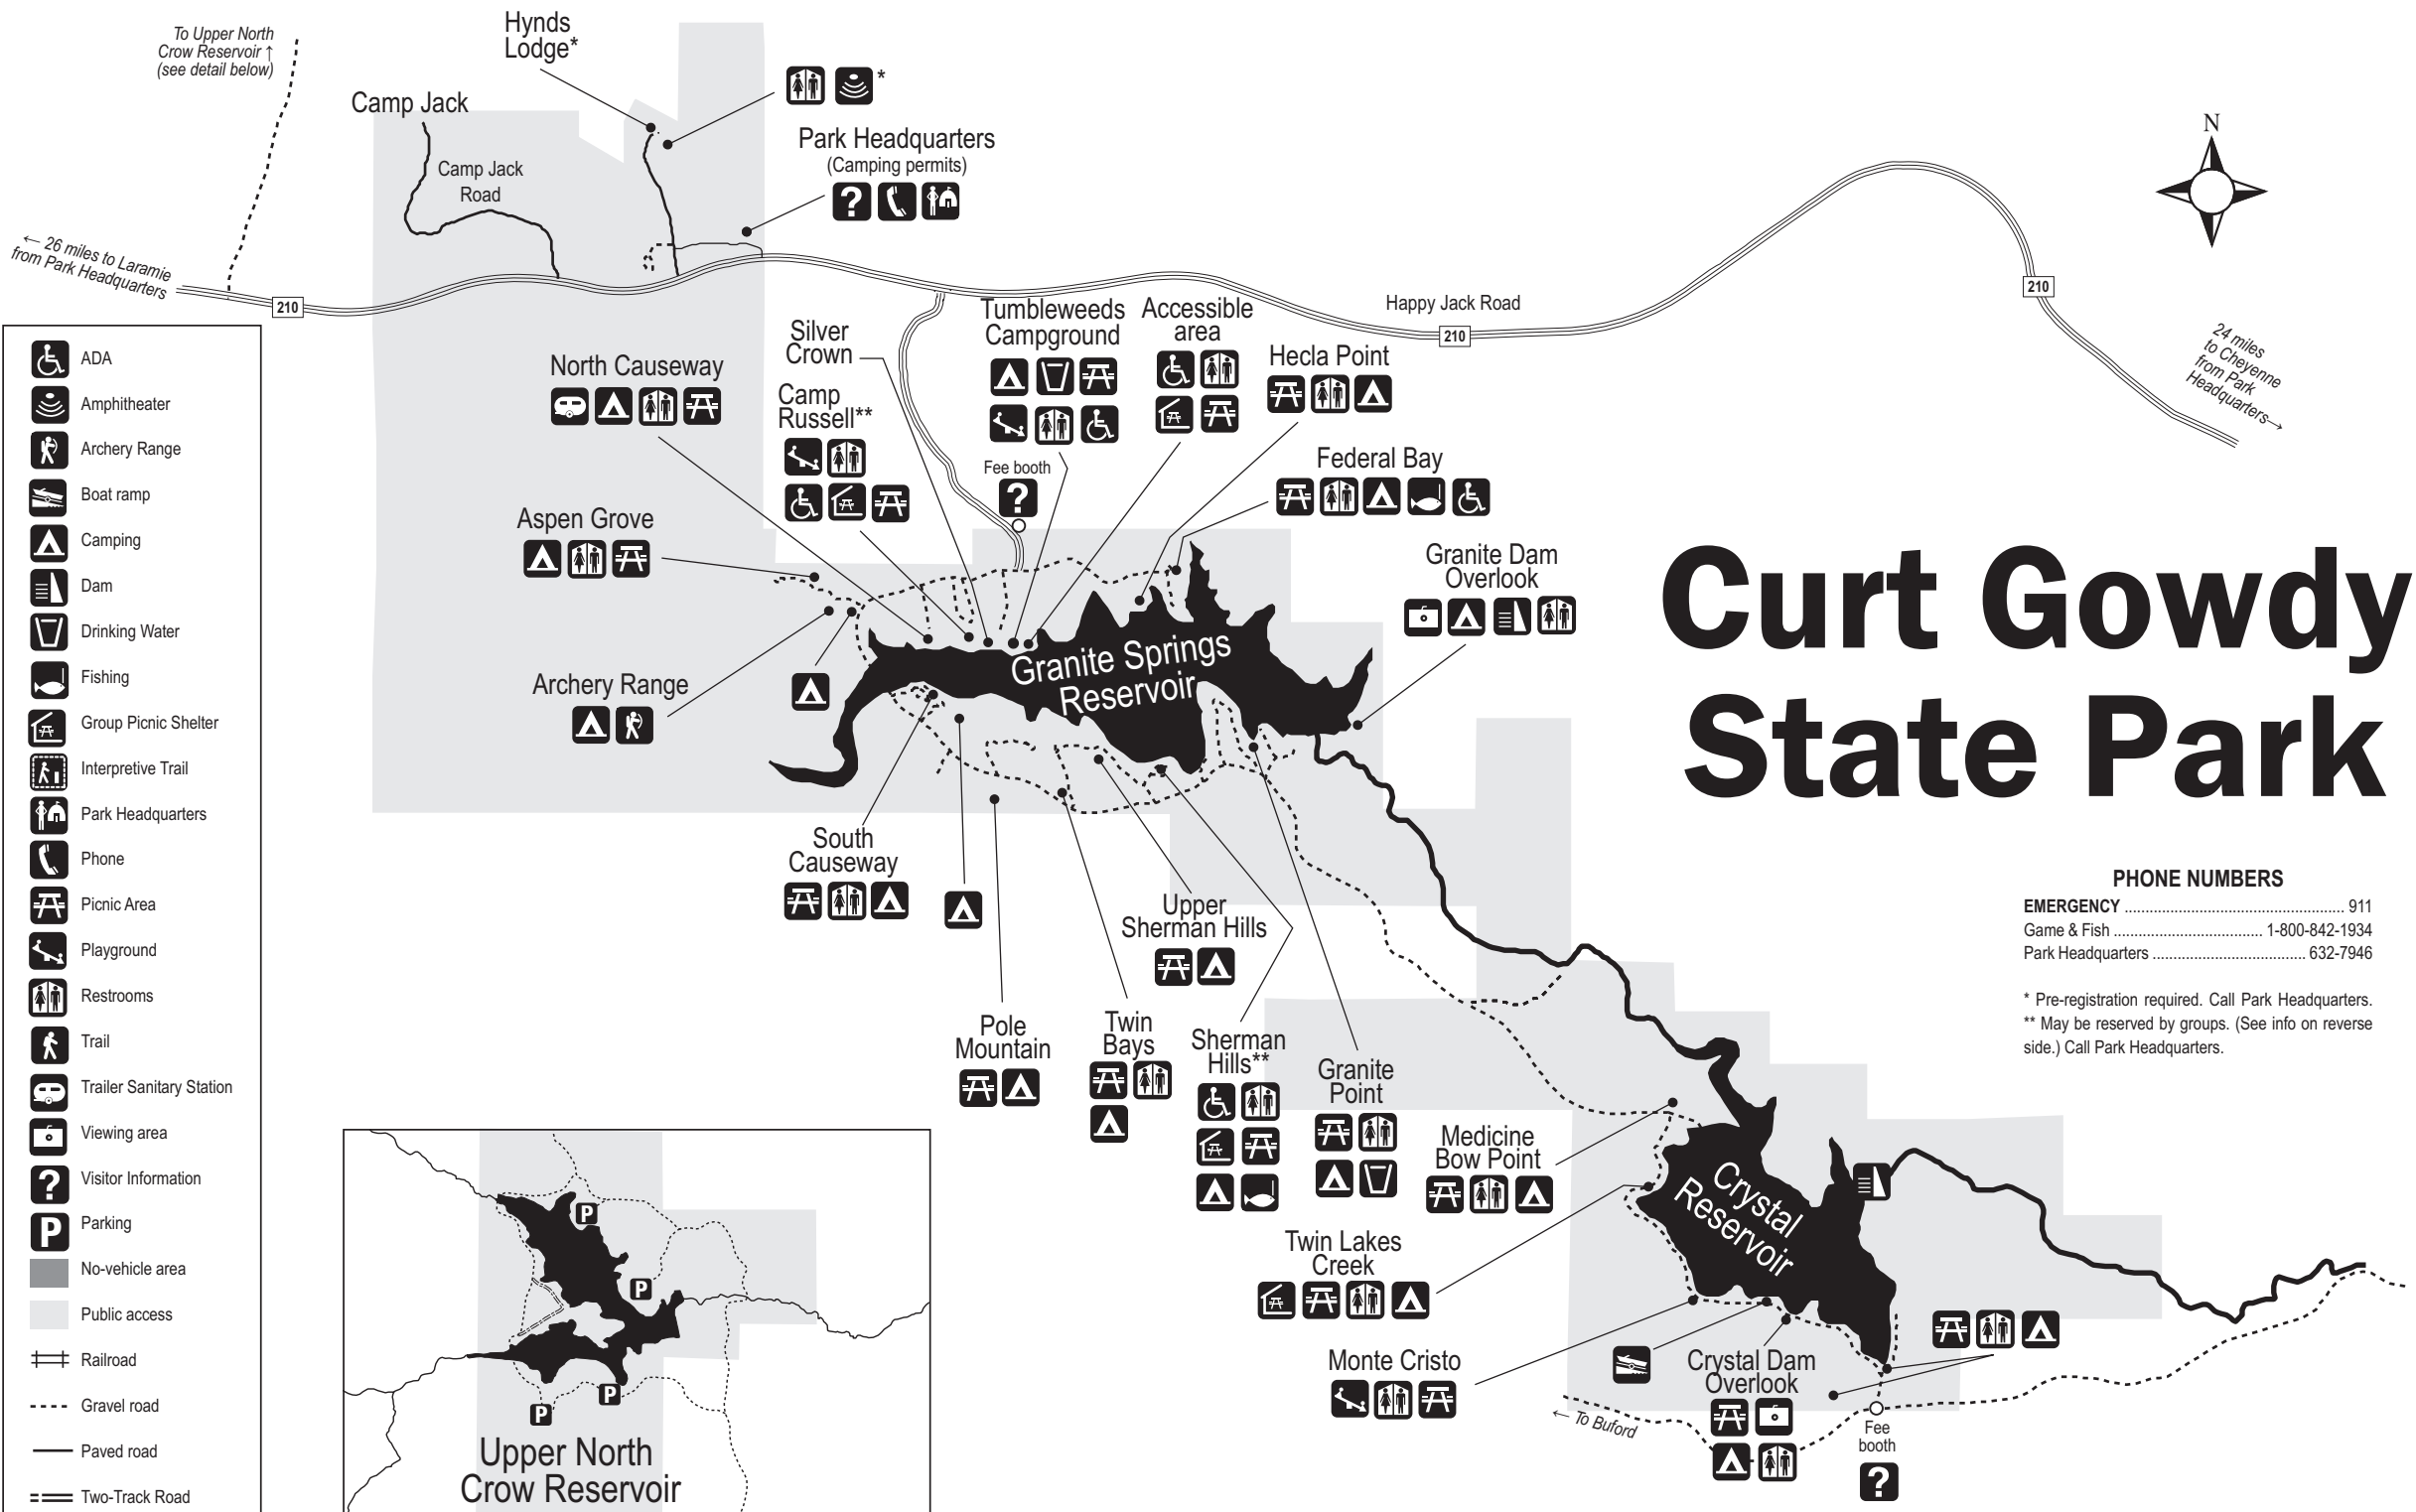 To Upper North
Crow Reservoir ↑
(see detail below)
Hynds
Lodge*
*
Camp Jack
Camp Jack
Road
Park Headquarters
(Camping permits)
?
N
← 26 miles to Laramie
from Park Headquarters
210
Happy Jack Road
210
210
24 miles
to Cheyenne
from Park
Headquarters→
North Causeway
Silver
Crown
Camp
Russell**
Tumbleweeds
Campground
Accessible
area
Hecla Point
Fee booth
?
Federal Bay
Aspen Grove
Granite Dam
Overlook
Archery Range
Granite Springs
Reservoir
Curt Gowdy
State Park
South
Causeway
Upper
Sherman Hills
Pole
Mountain
Twin
Bays
Sherman
Hills**
Granite
Point
Medicine
Bow Point
Twin Lakes
Creek
Monte Cristo
Crystal
Reservoir
Crystal Dam
Overlook
← To Buford
Fee
booth
?
PHONE NUMBERS
EMERGENCY ..................................................... 911
Game & Fish .................................... 1-800-842-1934
Park Headquarters ..................................... 632-7946
* Pre-registration required. Call Park Headquarters.
** May be reserved by groups. (See info on reverse
side.) Call Park Headquarters.
ADA
Amphitheater
Archery Range
Boat ramp
Camping
Dam
Drinking Water
Fishing
Group Picnic Shelter
Interpretive Trail
Park Headquarters
Phone
Picnic Area
Playground
Restrooms
Trail
Trailer Sanitary Station
Viewing area
? Visitor Information
P Parking
No-vehicle area
Public access
Railroad
Gravel road
Paved road
Two-Track Road
P
P
P
P
Upper North
Crow Reservoir